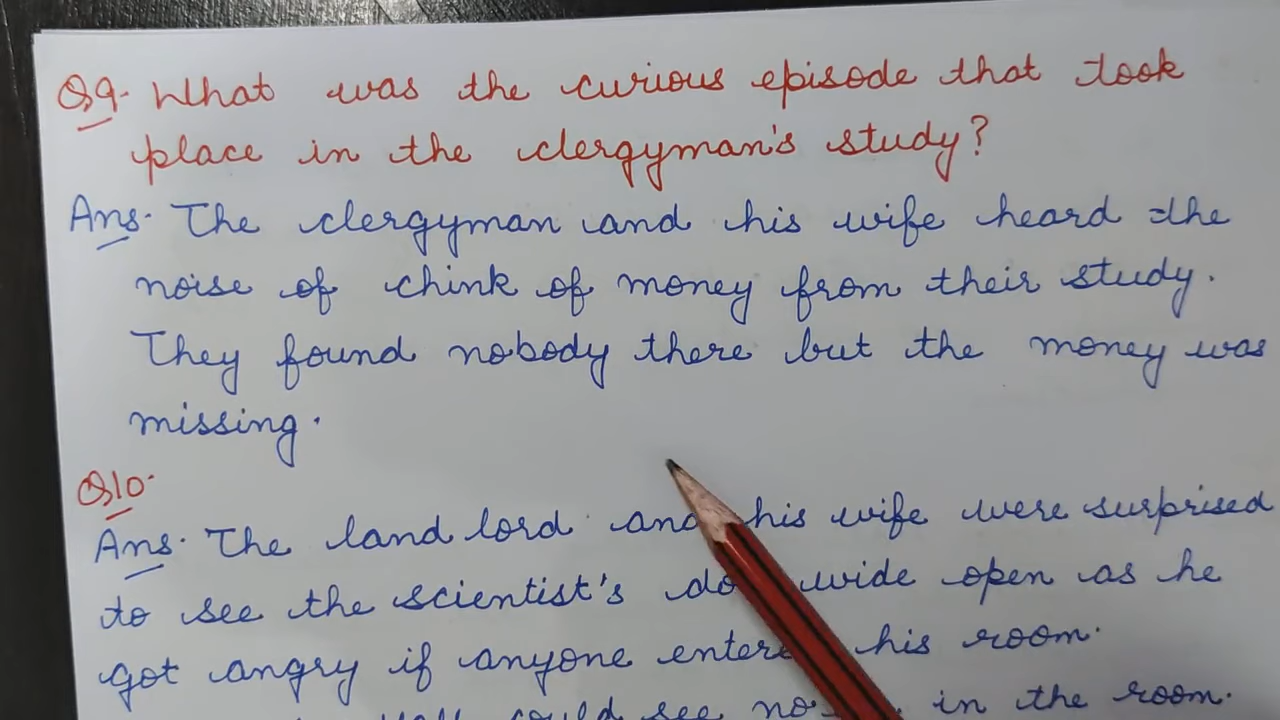 Q9. What was the curious episode that took
place in the clergyman's study?
Ans. The clergyman and his wife heard the
noise of chink of money from their study.
They found nobody there but the money was
missing.
Q10.
Ans. The land lord and his wife were surprised
to see the scientist's wide open as he
got angry if anyone his room.
could see in the room.